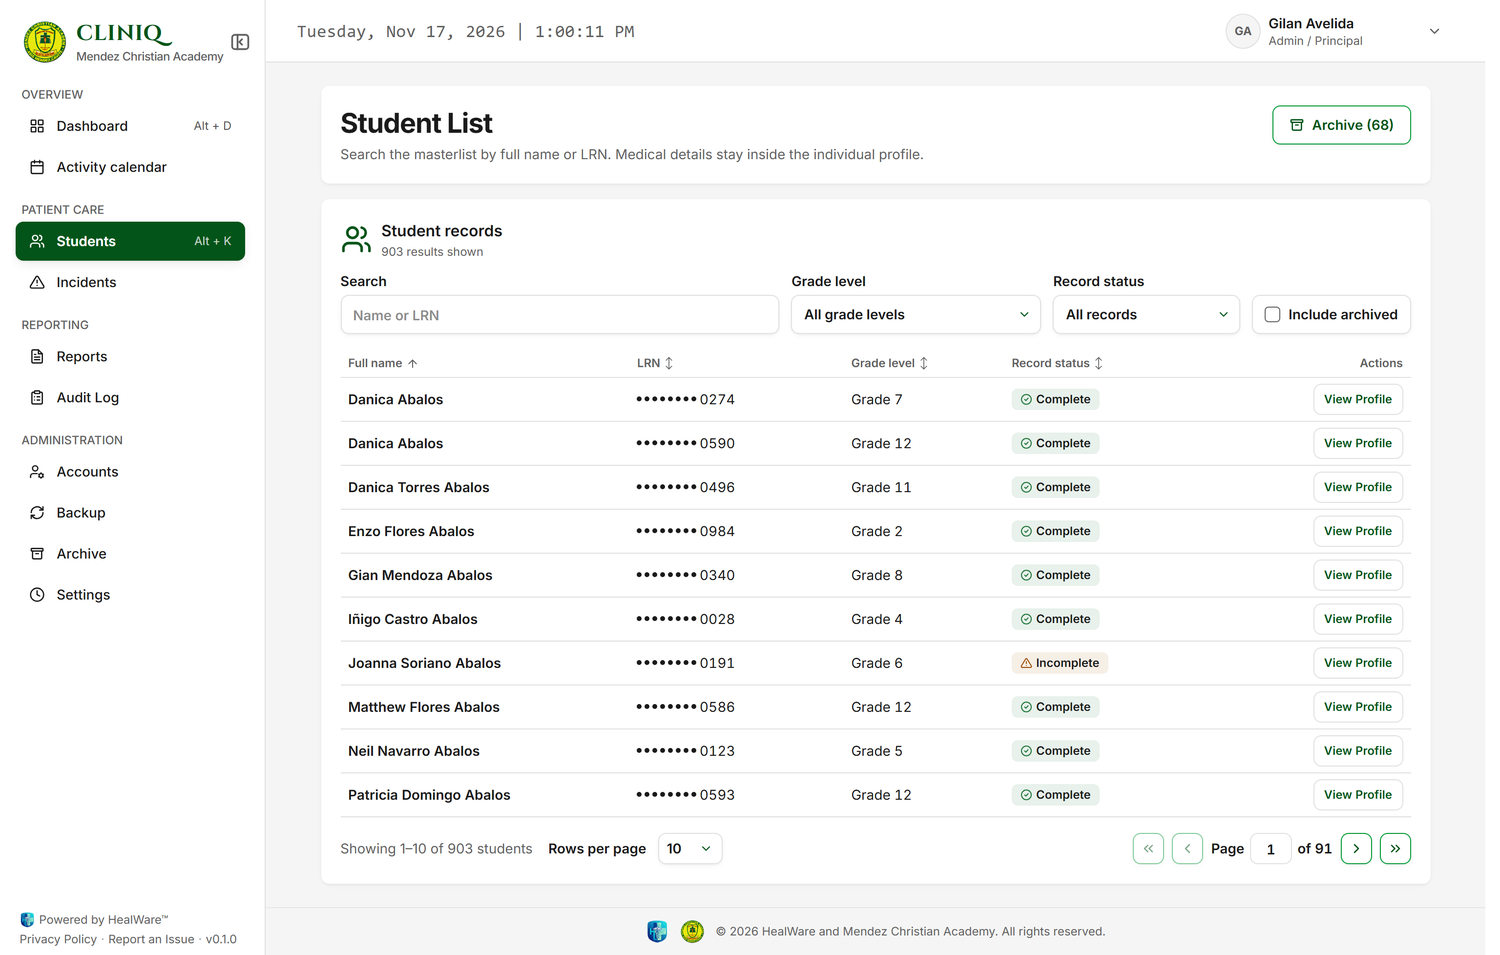 CLINIQ
Mendez Christian Academy
Tuesday, Nov 17, 2026 | 1:00:11 PM
GA
Gilan Avelida
Admin / Principal
OVERVIEW
Dashboard Alt + D
Activity calendar
PATIENT CARE
Students Alt + K
Incidents
REPORTING
Reports
Audit Log
ADMINISTRATION
Accounts
Backup
Archive
Settings
Powered by HealWare™
Privacy Policy · Report an Issue · v0.1.0
Student List
Search the masterlist by full name or LRN. Medical details stay inside the individual profile.
Archive (68)
Student records
903 results shown
Search Grade level Record status
Name or LRN All grade levels All records Include archived
Full name LRN Grade level Record status Actions
Danica Abalos ••••••••0274 Grade 7 Complete View Profile
Danica Abalos ••••••••0590 Grade 12 Complete View Profile
Danica Torres Abalos ••••••••0496 Grade 11 Complete View Profile
Enzo Flores Abalos ••••••••0984 Grade 2 Complete View Profile
Gian Mendoza Abalos ••••••••0340 Grade 8 Complete View Profile
Iñigo Castro Abalos ••••••••0028 Grade 4 Complete View Profile
Joanna Soriano Abalos ••••••••0191 Grade 6 Incomplete View Profile
Matthew Flores Abalos ••••••••0586 Grade 12 Complete View Profile
Neil Navarro Abalos ••••••••0123 Grade 5 Complete View Profile
Patricia Domingo Abalos ••••••••0593 Grade 12 Complete View Profile
Showing 1–10 of 903 students Rows per page 10 Page 1 of 91
© 2026 HealWare and Mendez Christian Academy. All rights reserved.